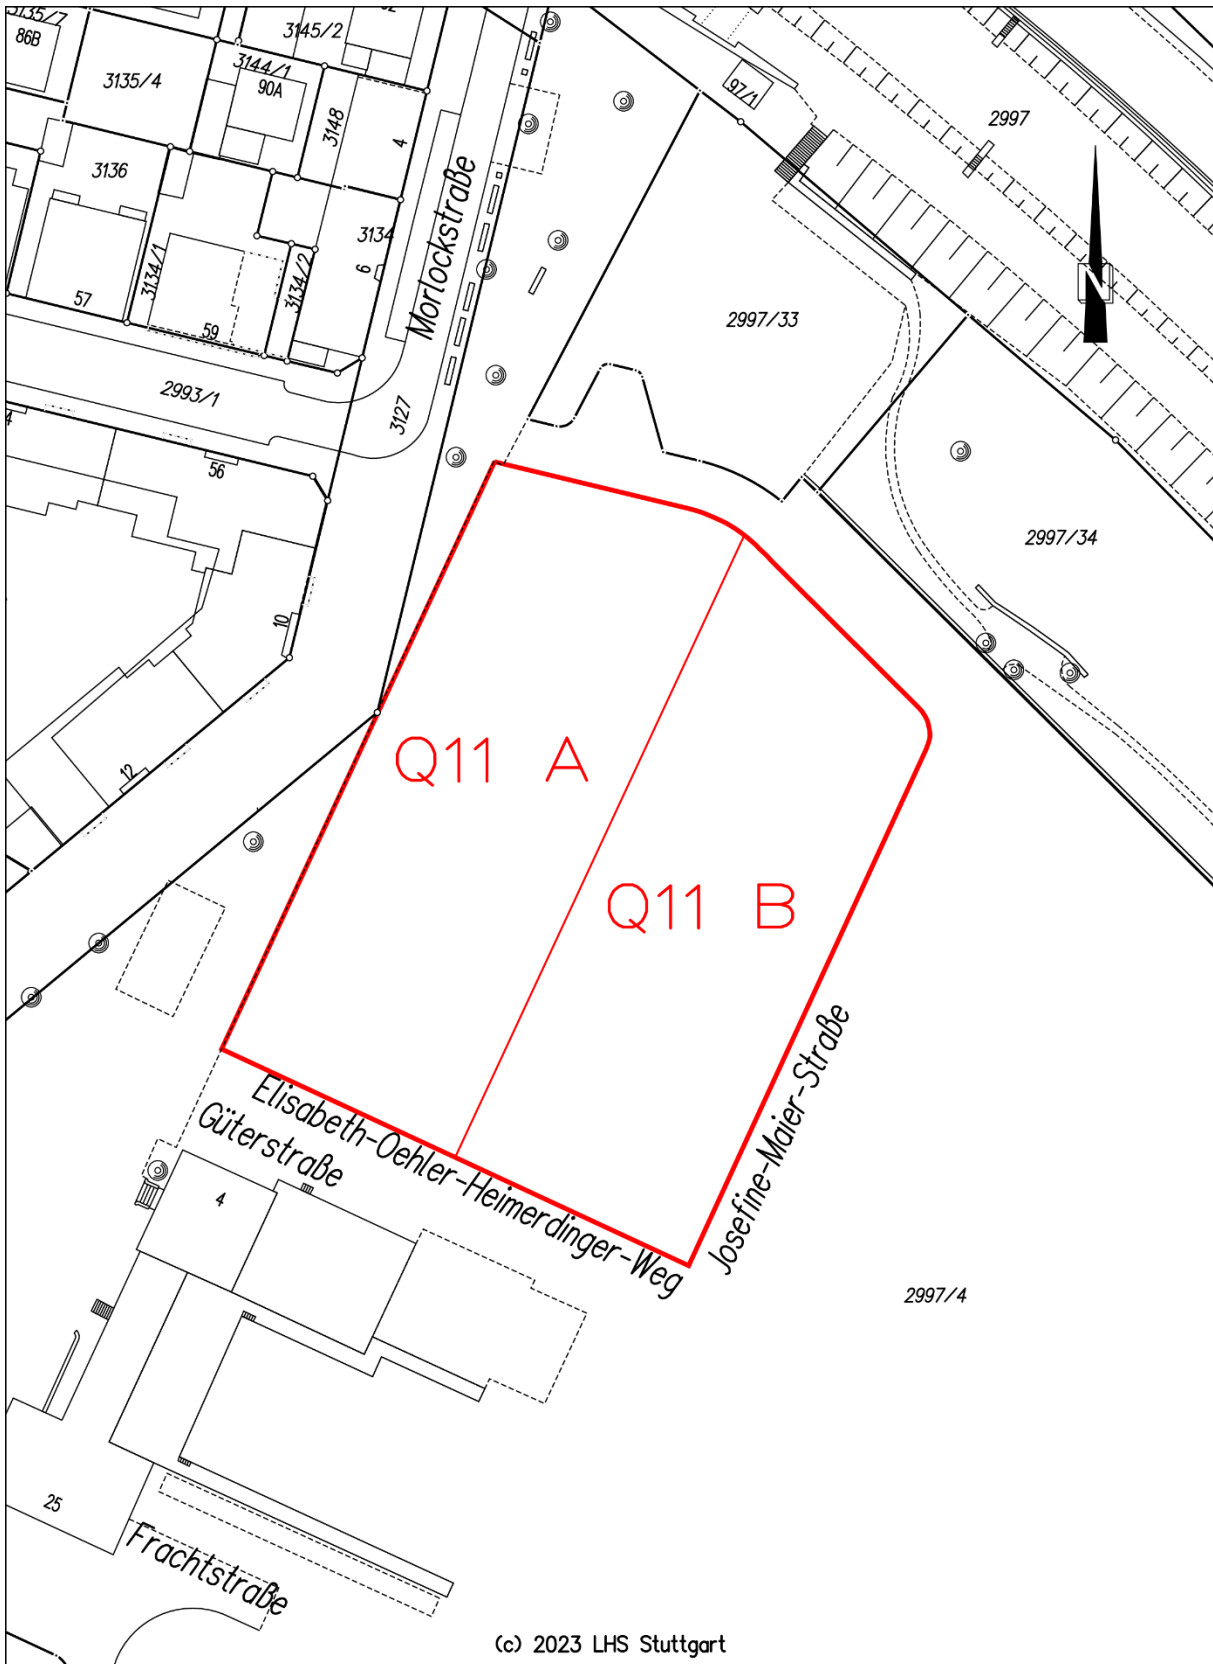 3135/7
86B
3135/4
3145/2
3144/1
90A
3148
4
97/1
2997
3136
3134
6
Morlockstraße
3134/1
3134/2
57
59
N
2997/33
2993/1
3127
56
2997/34
10
12
Q11 A
Q11 B
Elisabeth-Oehler-Heimerdinger-Weg
Güterstraße
Josefine-Maier-Straße
4
2997/4
25
Frachtstraße
(c) 2023 LHS Stuttgart